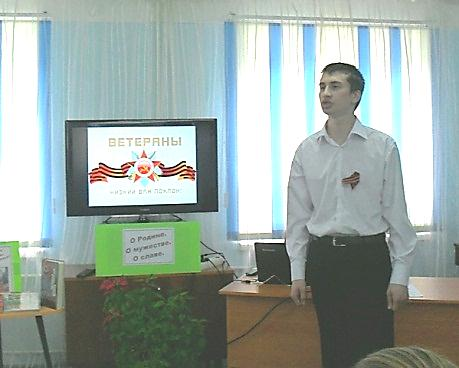 ВЕТЕРАНЫ
НИЗКИЙ ВАМ ПОКЛОН!
О Родине.
О мужестве.
О славе.